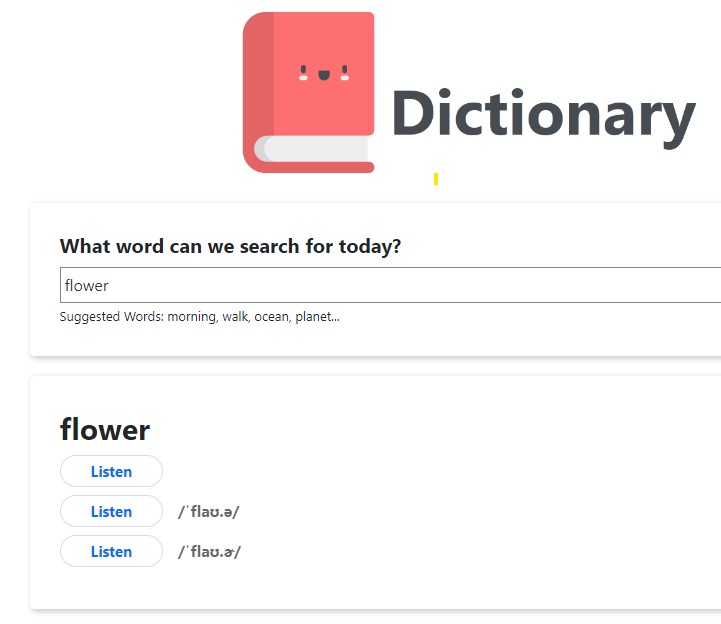 Dictionary
What word can we search for today?
flower
Suggested Words: morning, walk, ocean, planet...
flower
Listen
Listen /ˈflaʊ.ə/
Listen /ˈflaʊ.ɚ/